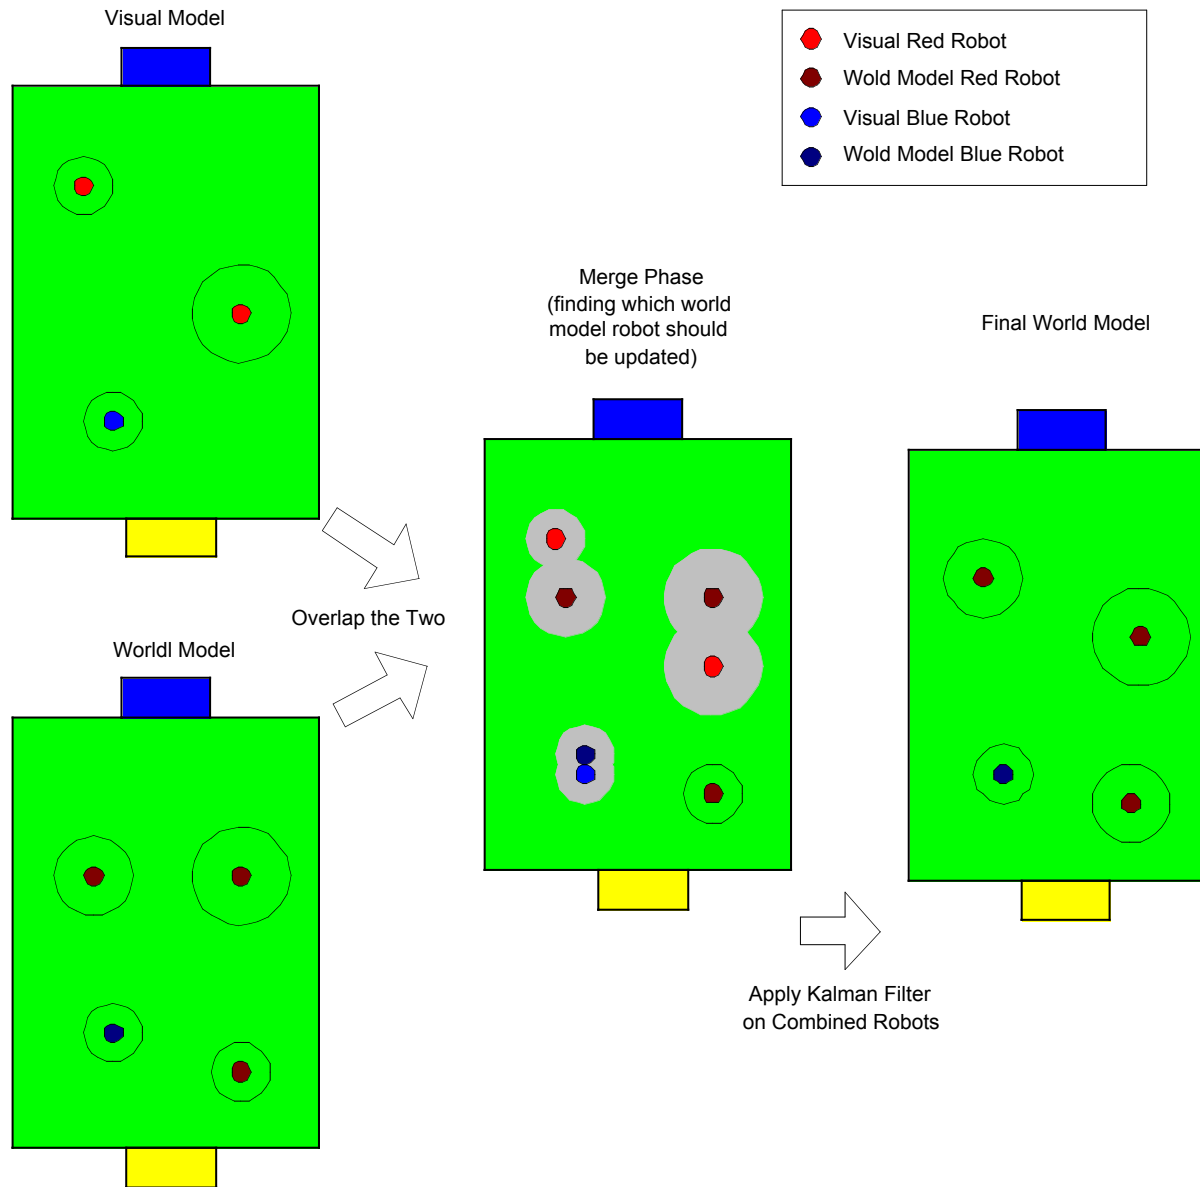 Visual Model
Visual Red Robot
Wold Model Red Robot
Visual Blue Robot
Wold Model Blue Robot
Merge Phase
(finding which world
model robot should
be updated)
Final World Model
Overlap the Two
Worldl Model
Apply Kalman Filter
on Combined Robots